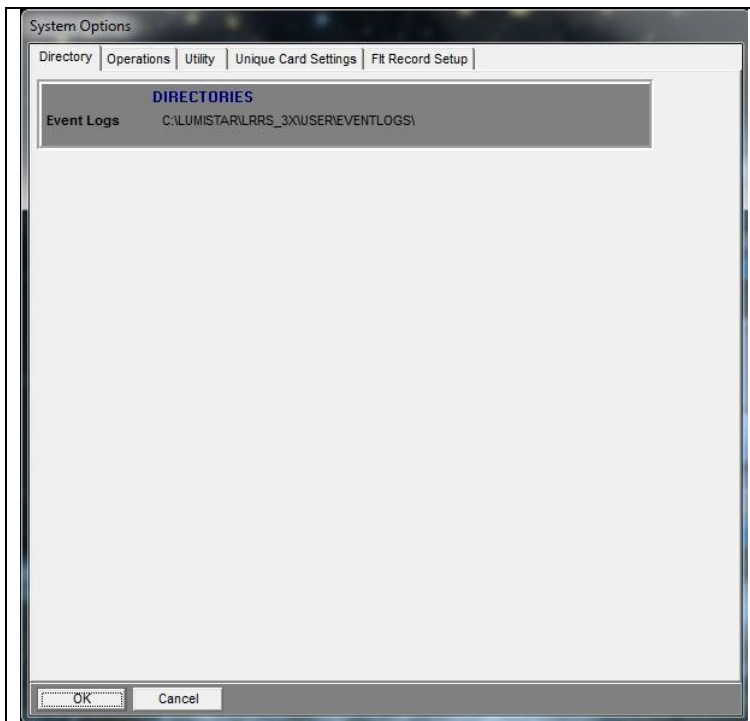 System Options
Directory Operations Utility Unique Card Settings Flt Record Setup
DIRECTORIES
Event Logs C:\LUMISTAR\LRRS_3X\USER\EVENTLOGS\
OK Cancel